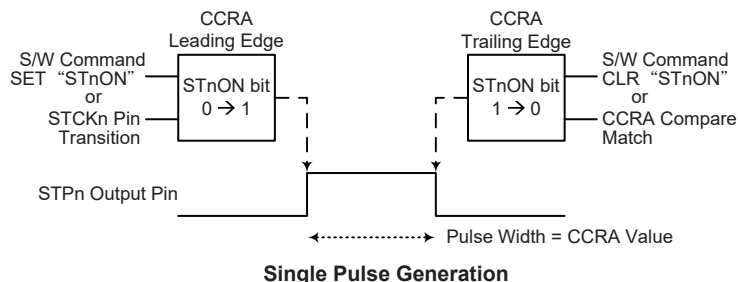 CCRA
Leading Edge
CCRA
Trailing Edge
S/W Command
SET “STnON”
or
STCKn Pin
Transition
STnON bit
0 → 1
STnON bit
1 → 0
S/W Command
CLR “STnON”
or
CCRA Compare
Match
STPn Output Pin
Pulse Width = CCRA Value
Single Pulse Generation